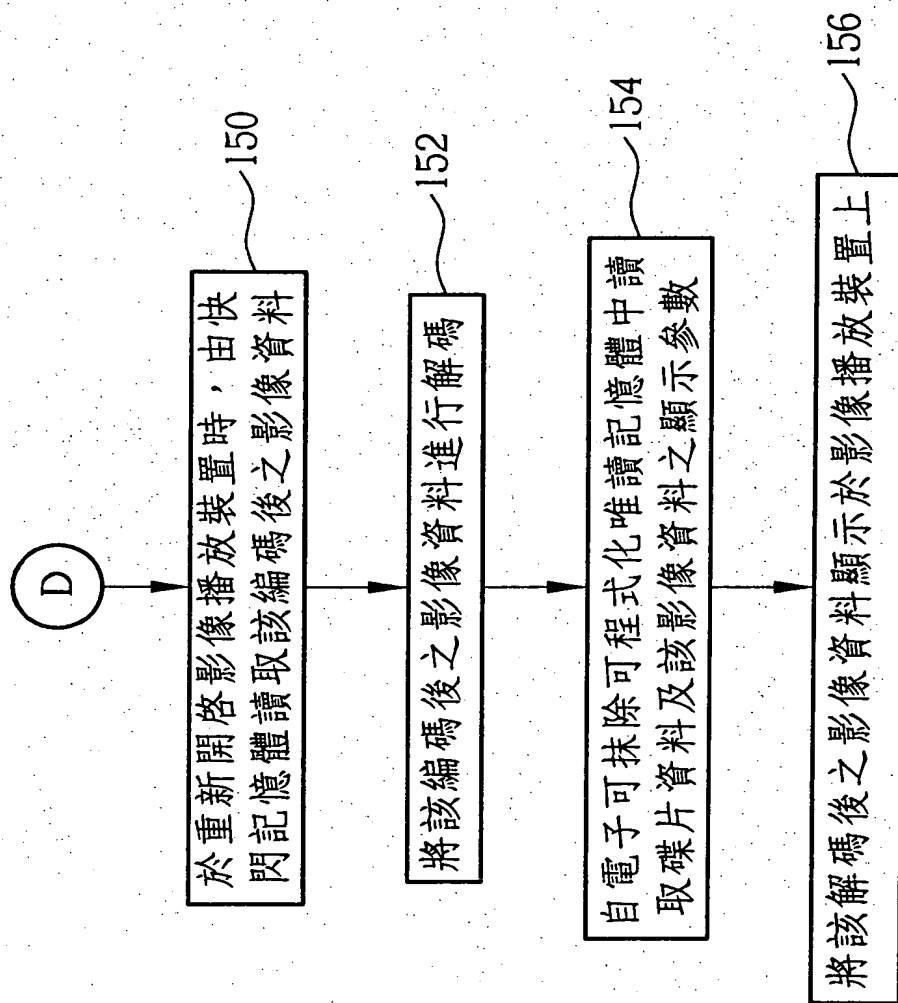 D
於重新開啓影像播放裝置時，由快
閃記憶體讀取該編碼後之影像資料
150
將該編碼後之影像資料進行解碼
152
自電子可抹除可程式化唯讀記憶體中讀
取碟片資料及該影像資料之顯示參數
154
將該解碼後之影像資料顯示於影像播放裝置上
156